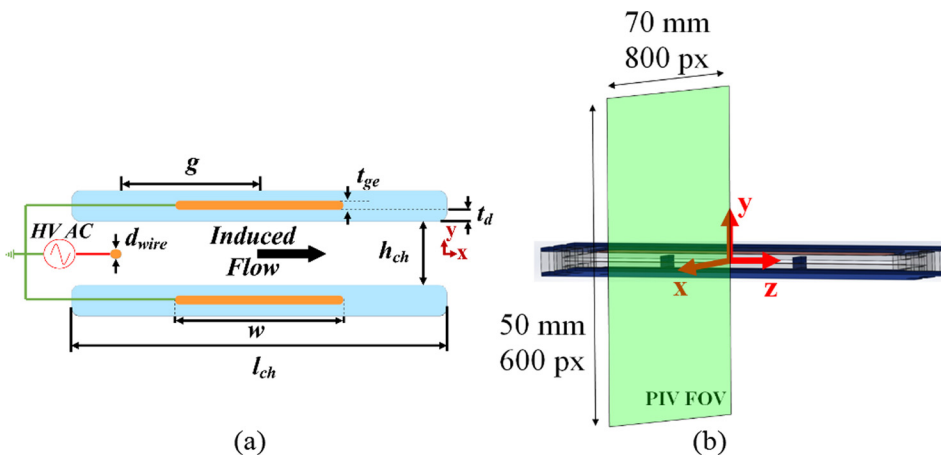 g
t_ge
t_d
HV AC
d_wire
Induced
Flow
h_ch
y
x
w
l_ch
(a)
70 mm
800 px
y
x
z
50 mm
600 px
PIV FOV
(b)